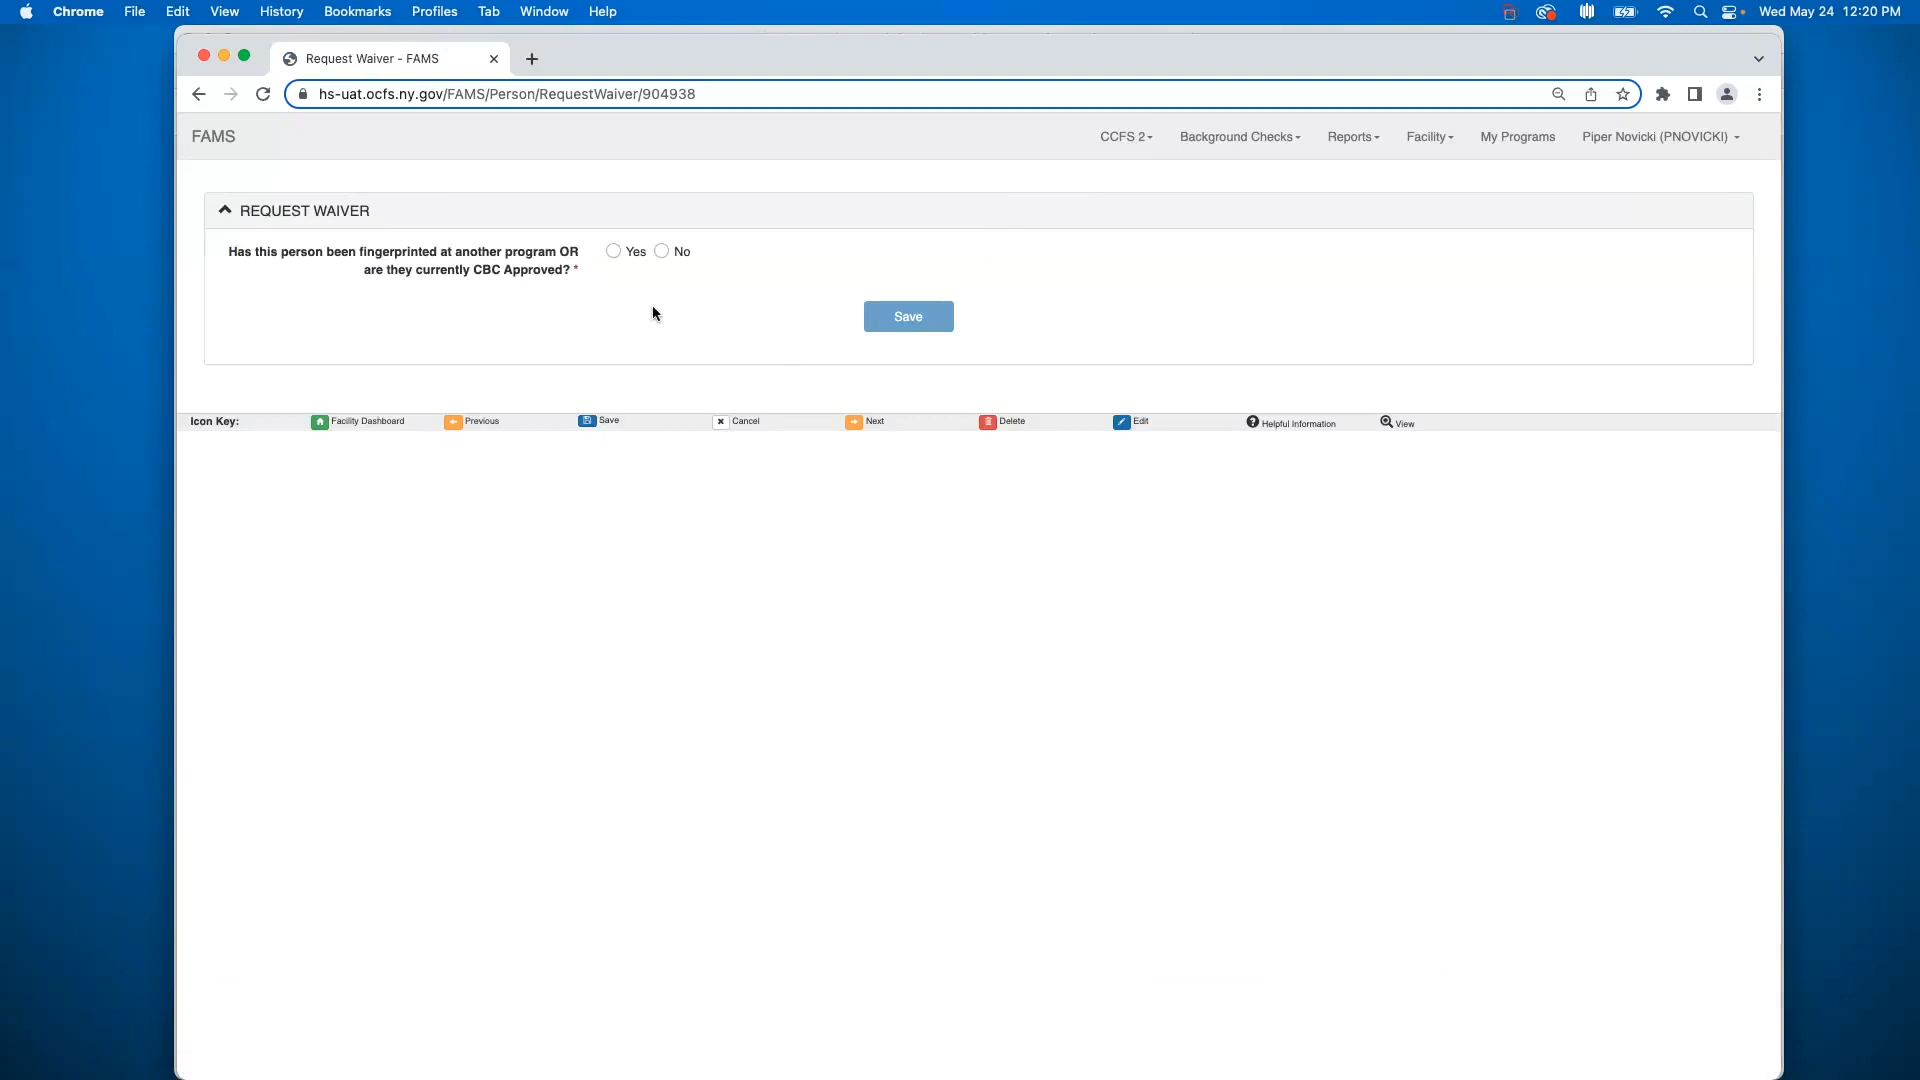 Chrome File Edit View History Bookmarks Profiles Tab Window Help Wed May 24 12:20 PM
Request Waiver - FAMS
hs-uat.ocfs.ny.gov/FAMS/Person/RequestWaiver/904938
FAMS CCFS 2 Background Checks Reports Facility My Programs Piper Novicki (PNOVICKI)
REQUEST WAIVER
Has this person been fingerprinted at another program OR Yes No
are they currently CBC Approved? *
Save
Icon Key: Facility Dashboard Previous Save Cancel Next Delete Edit Helpful Information View